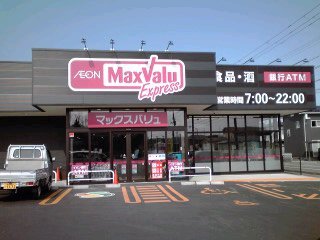 AEON
MaxValu
Express
食品・酒
銀行ATM
営業時間 7:00〜22:00
マックスバリュ